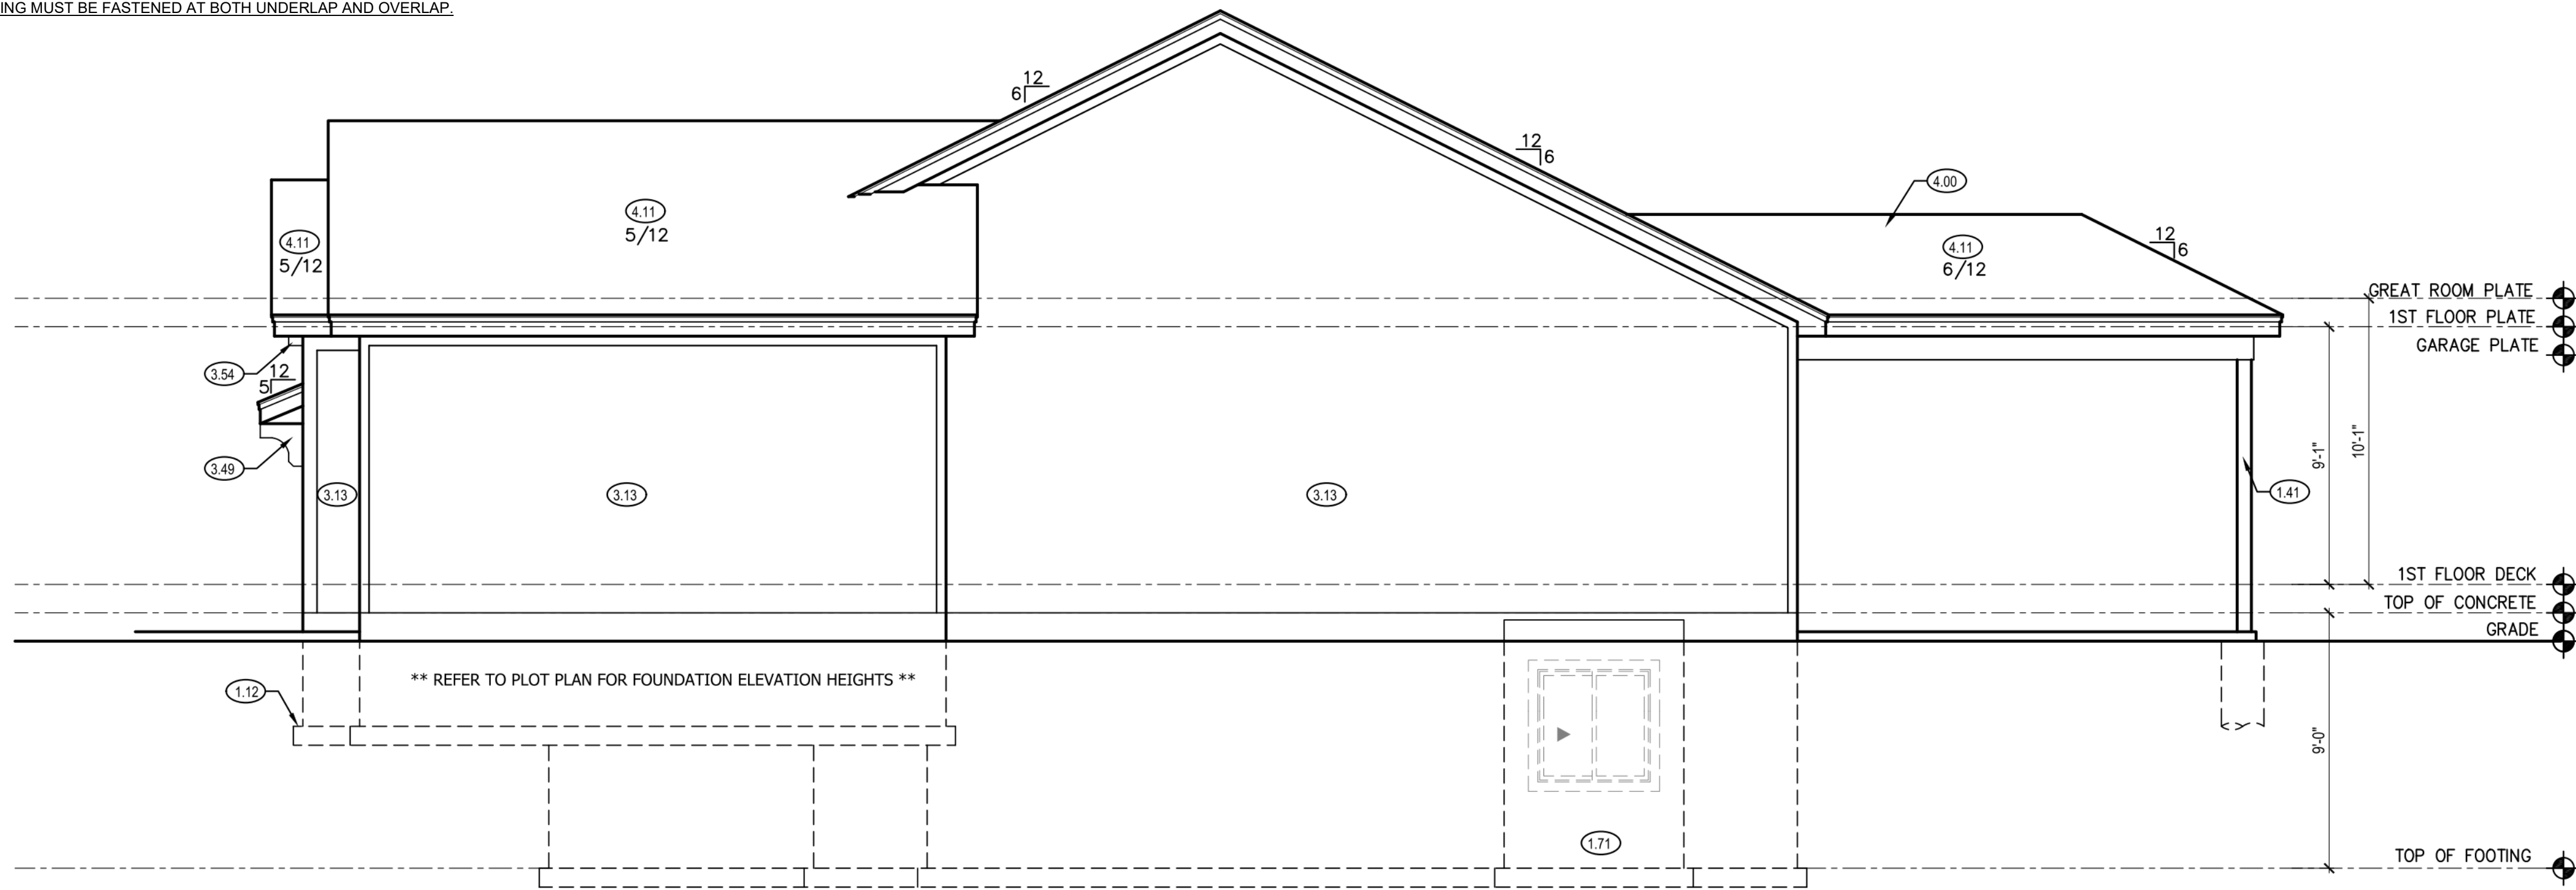 ING MUST BE FASTENED AT BOTH UNDERLAP AND OVERLAP.
12
6
12
6
4.00
4.11
5/12
4.11
5/12
4.11
6/12
12
6
GREAT ROOM PLATE
1ST FLOOR PLATE
GARAGE PLATE
3.54
12
5
3.49
3.13
3.13
3.13
1.41
9'-1"
10'-1"
1ST FLOOR DECK
TOP OF CONCRETE
GRADE
** REFER TO PLOT PLAN FOR FOUNDATION ELEVATION HEIGHTS **
1.12
9'-0"
1.71
TOP OF FOOTING